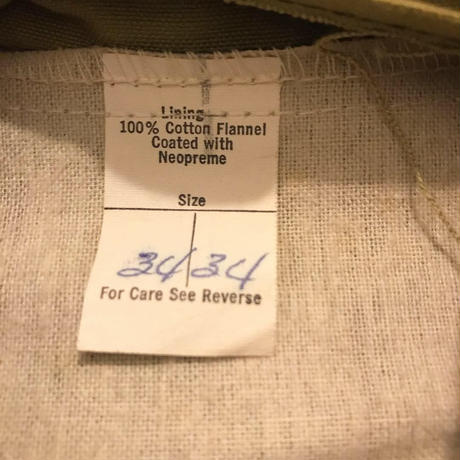 Lining
100% Cotton Flannel
Coated with
Neopreme
Size
34 34
For Care See Reverse